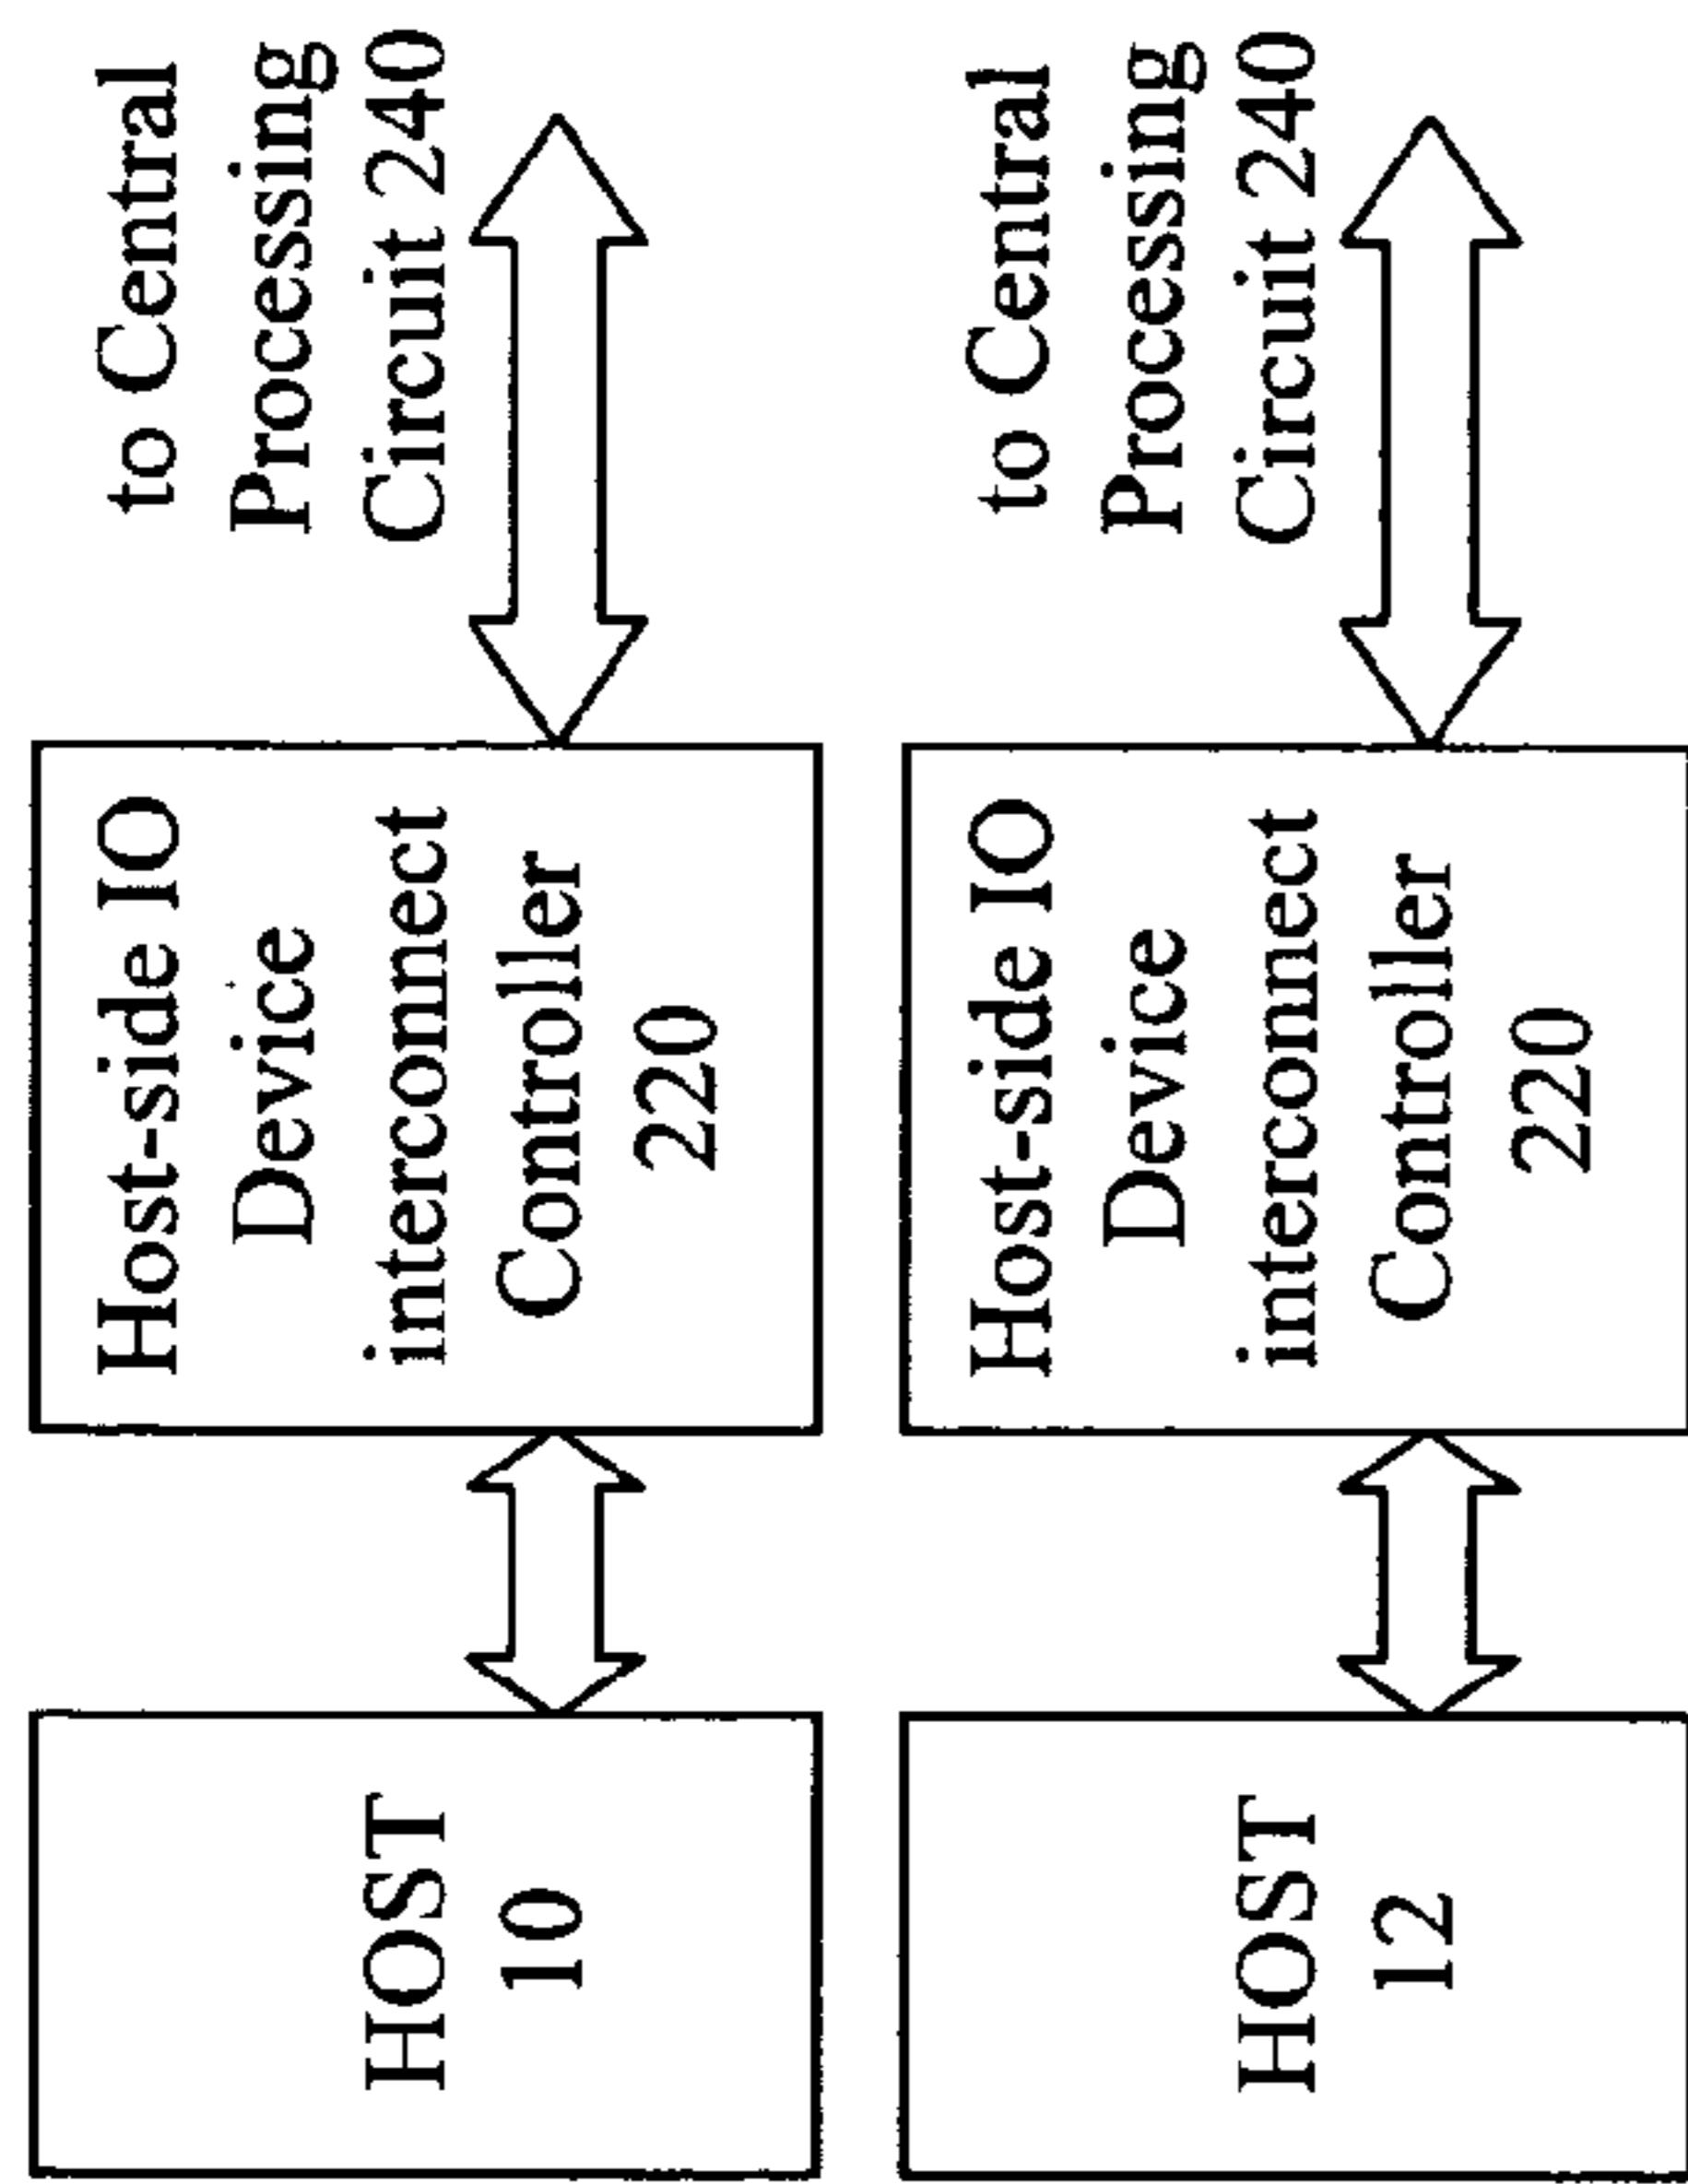 HOST
10
Host-side IO
Device
interconnect
Controller
220
to Central
Processing
Circuit 240
HOST
12
Host-side IO
Device
interconnect
Controller
220
to Central
Processing
Circuit 240